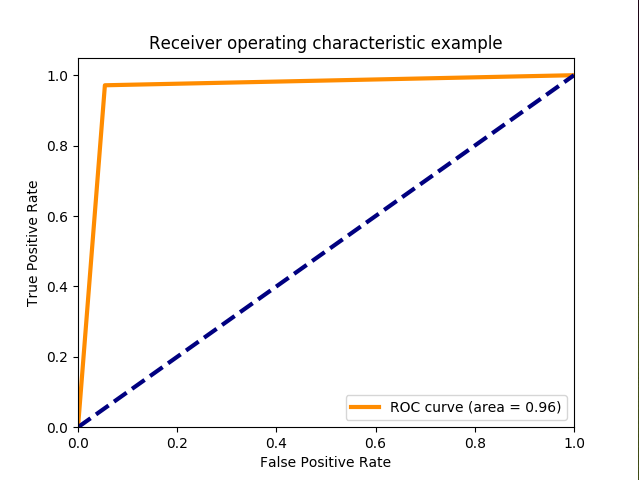 Receiver operating characteristic example
True Positive Rate
1.0
0.8
0.6
0.4
0.2
0.0
ROC curve (area = 0.96)
0.0 0.2 0.4 0.6 0.8 1.0
False Positive Rate